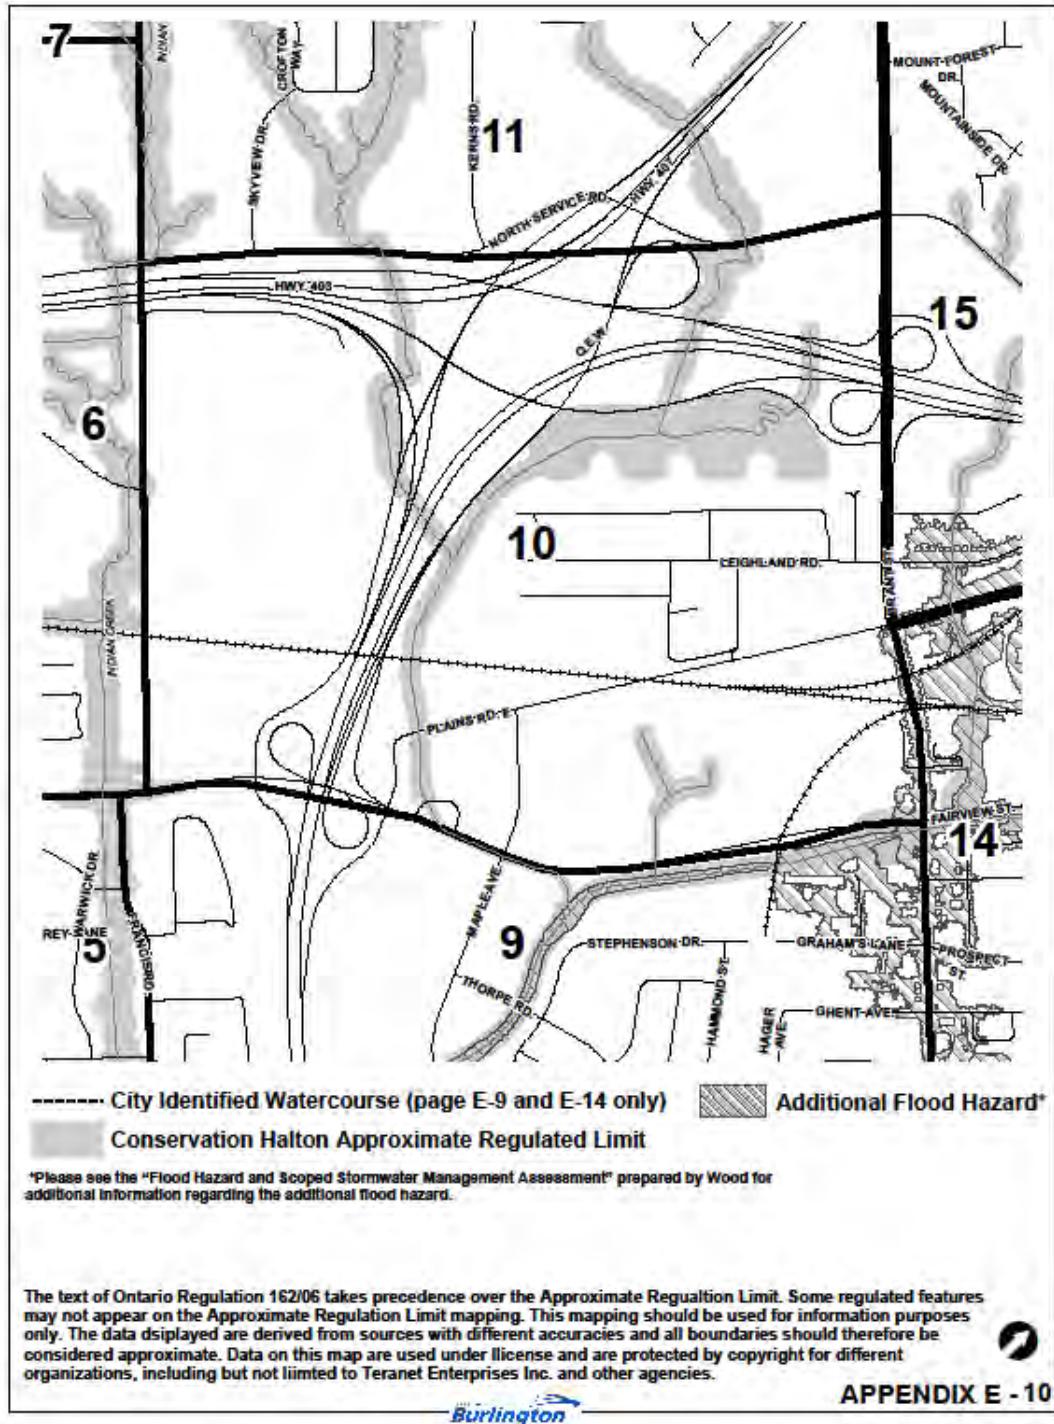 7
INDIAN
CROFTON
WAY
SKYVIEW DR.
KERNS RD.
11
MOUNT FOREST
DR.
MOUNTAINSIDE DR.
HWY. 407
NORTH SERVICE RD.
HWY. 403
Q.E.W.
15
6
10
LEIGHLAND RD.
BRANT ST.
INDIAN CREEK
PLAINS RD. E
FAIRVIEW ST.
14
WARWICK DR.
REY LANE
5
FRANCIS RD.
MAPLE AVE.
9
STEPHENSON DR.
GRAHAM'S LANE
PROSPECT
ST.
THORPE RD.
HAMMOND ST.
HAGER
AVE.
GHENT AVE.
City Identified Watercourse (page E-9 and E-14 only)
Additional Flood Hazard*
Conservation Halton Approximate Regulated Limit
*Please see the "Flood Hazard and Scoped Stormwater Management Assessment" prepared by Wood for
additional information regarding the additional flood hazard.
The text of Ontario Regulation 162/06 takes precedence over the Approximate Regualtion Limit. Some regulated features
may not appear on the Approximate Regulation Limit mapping. This mapping should be used for information purposes
only. The data dsiplayed are derived from sources with different accuracies and all boundaries should therefore be
considered approximate. Data on this map are used under llicense and are protected by copyright for different
organizations, including but not liimted to Teranet Enterprises Inc. and other agencies.
APPENDIX E - 10
Burlington